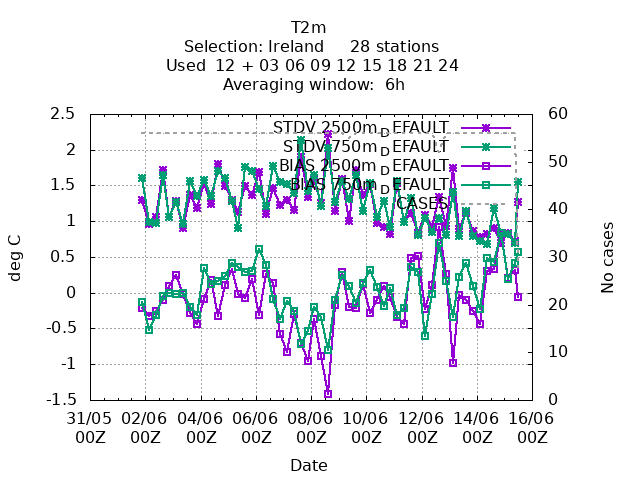 T2m
Selection: Ireland 28 stations
Used 12 + 03 06 09 12 15 18 21 24
Averaging window: 6h
2.5
2
1.5
1
0.5
0
-0.5
-1
-1.5
60
50
40
30
20
10
0
deg C
No cases
STDV 2500m_DEFAULT
STDV 750m_DEFAULT
BIAS 2500m_DEFAULT
BIAS 750m_DEFAULT
CASES
31/05 02/06 04/06 06/06 08/06 10/06 12/06 14/06 16/06
00Z 00Z 00Z 00Z 00Z 00Z 00Z 00Z 00Z
Date